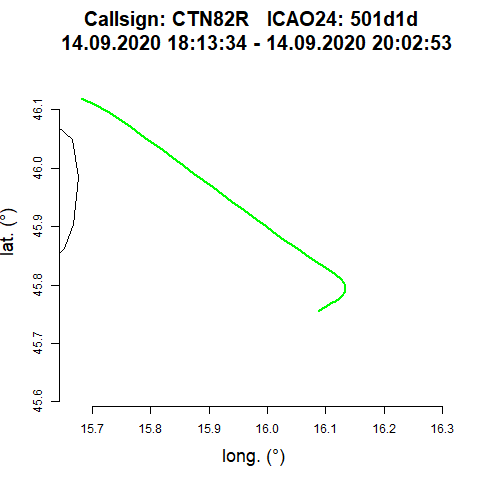 Callsign: CTN82R   ICAO24: 501d1d
14.09.2020 18:13:34 - 14.09.2020 20:02:53
46.1
46.0
45.9
45.8
45.7
45.6
lat. (°)
15.7 15.8 15.9 16.0 16.1 16.2 16.3
long. (°)